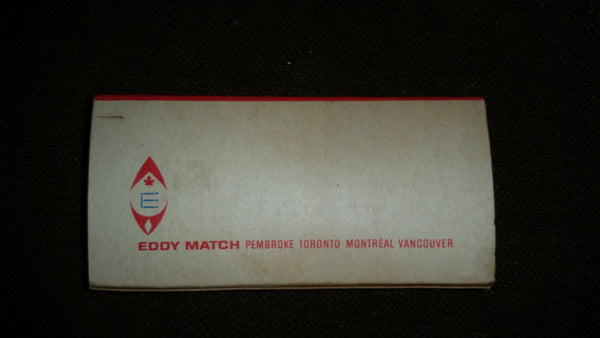 E
EDDY MATCH PEMBROKE TORONTO MONTREAL VANCOUVER